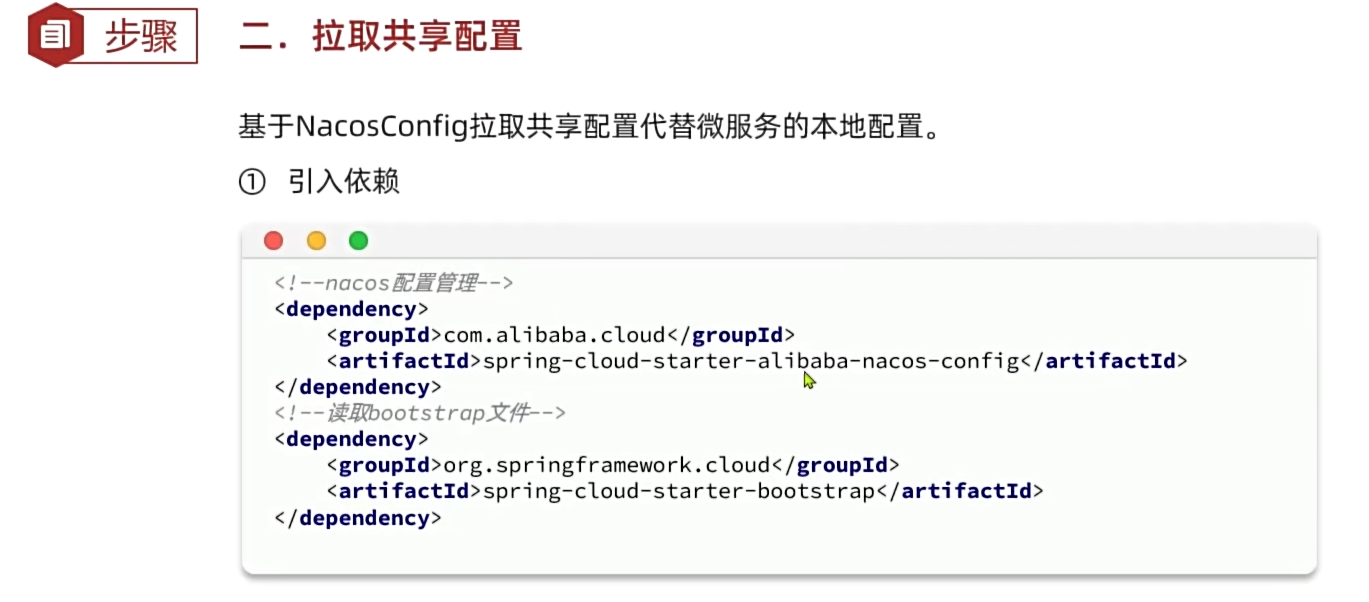 步骤
二．拉取共享配置
基于NacosConfig拉取共享配置代替微服务的本地配置。
① 引入依赖
<!--nacos配置管理-->
<dependency>
    <groupId>com.alibaba.cloud</groupId>
    <artifactId>spring-cloud-starter-alibaba-nacos-config</artifactId>
</dependency>
<!--读取bootstrap文件-->
<dependency>
    <groupId>org.springframework.cloud</groupId>
    <artifactId>spring-cloud-starter-bootstrap</artifactId>
</dependency>